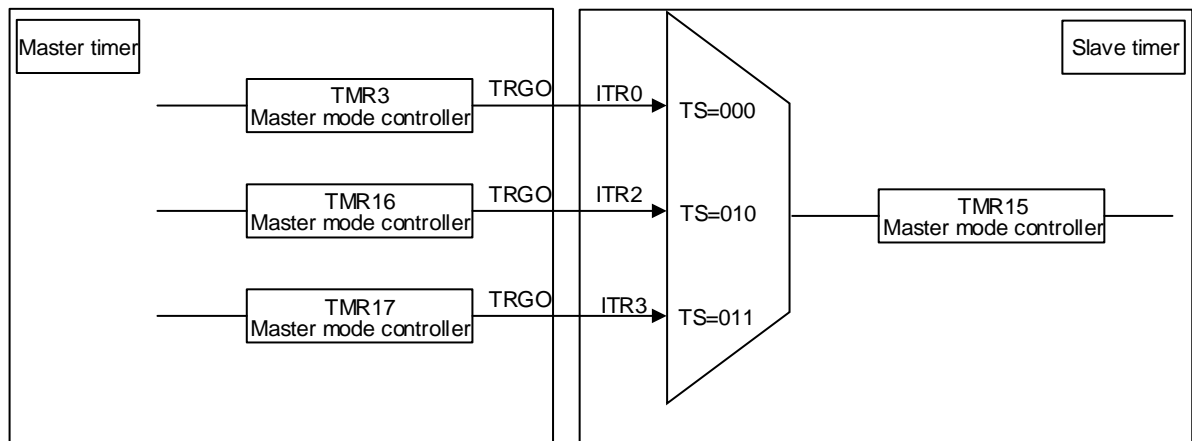 Master timer
Slave timer
TMR3
Master mode controller
TRGO
ITR0
TS=000
TMR16
Master mode controller
TRGO
ITR2
TS=010
TMR15
Master mode controller
TMR17
Master mode controller
TRGO
ITR3
TS=011